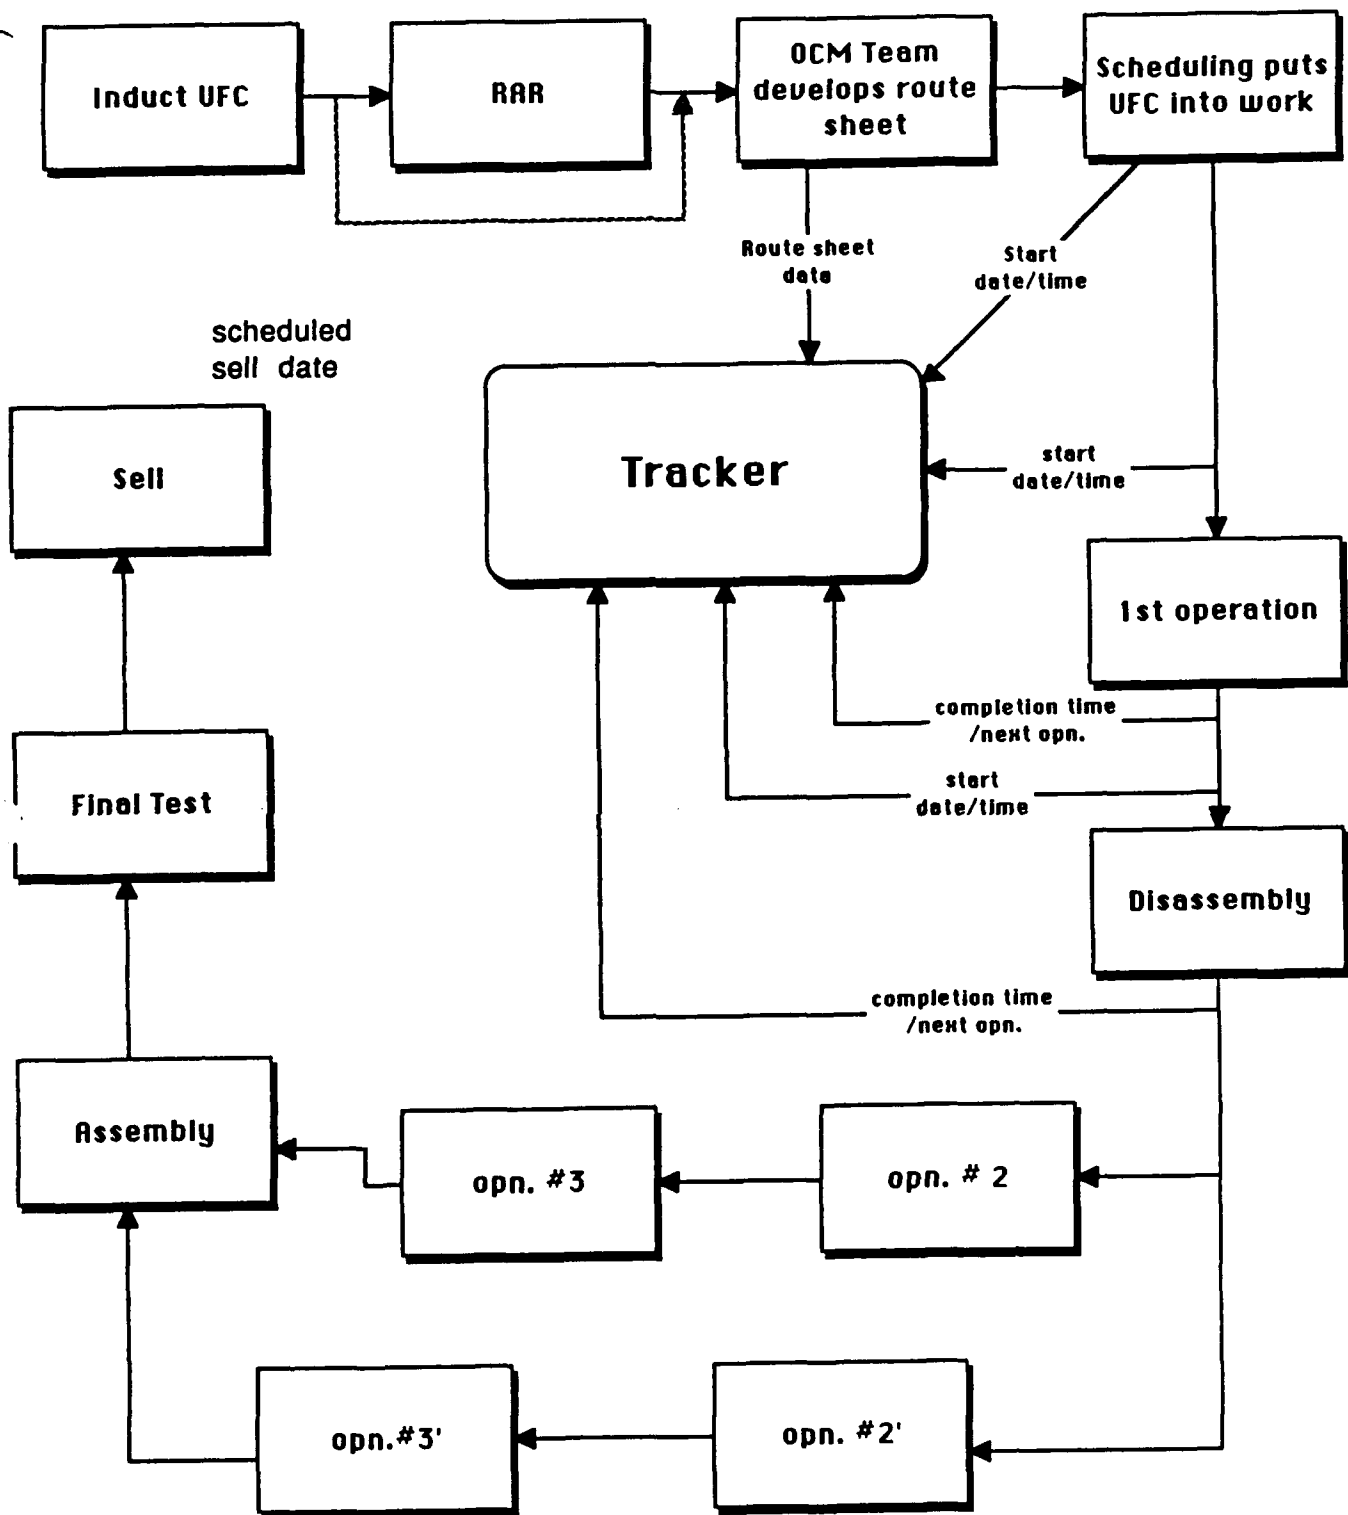 Induct UFC
RAR
OCM Team
develops route
sheet
Scheduling puts
UFC into work
Route sheet
data
Start
date/time
scheduled
sell date
Sell
Tracker
start
date/time
1st operation
completion time
/next opn.
start
date/time
Final Test
Disassembly
completion time
/next opn.
Assembly
opn. #3
opn. # 2
opn.#3'
opn. #2'